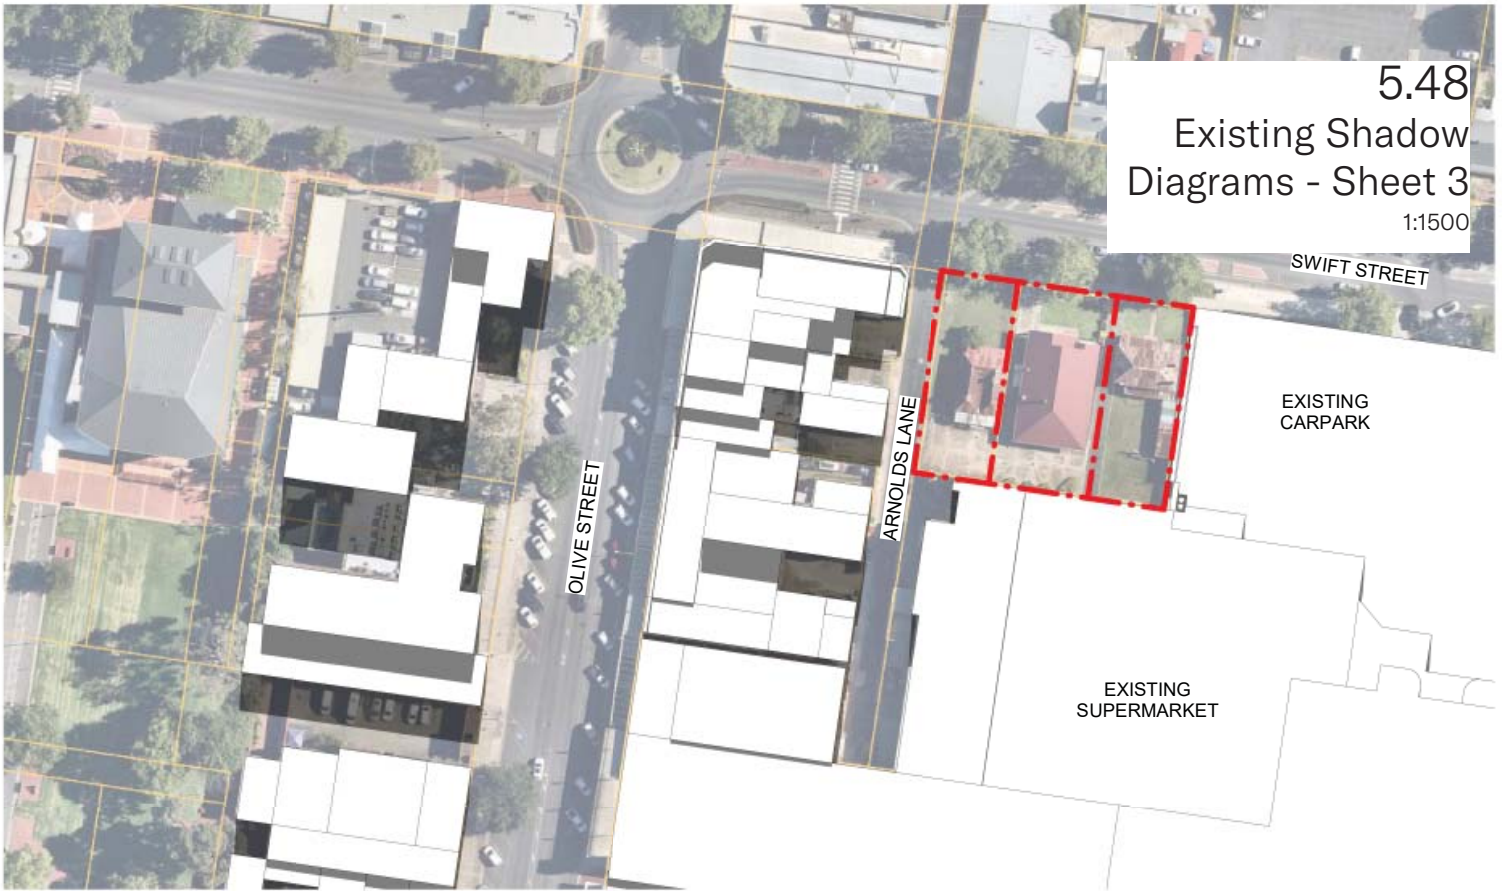 5.48
Existing Shadow
Diagrams - Sheet 3
1:1500
SWIFT STREET
EXISTING
CARPARK
ARNOLDS LANE
OLIVE STREET
EXISTING
SUPERMARKET